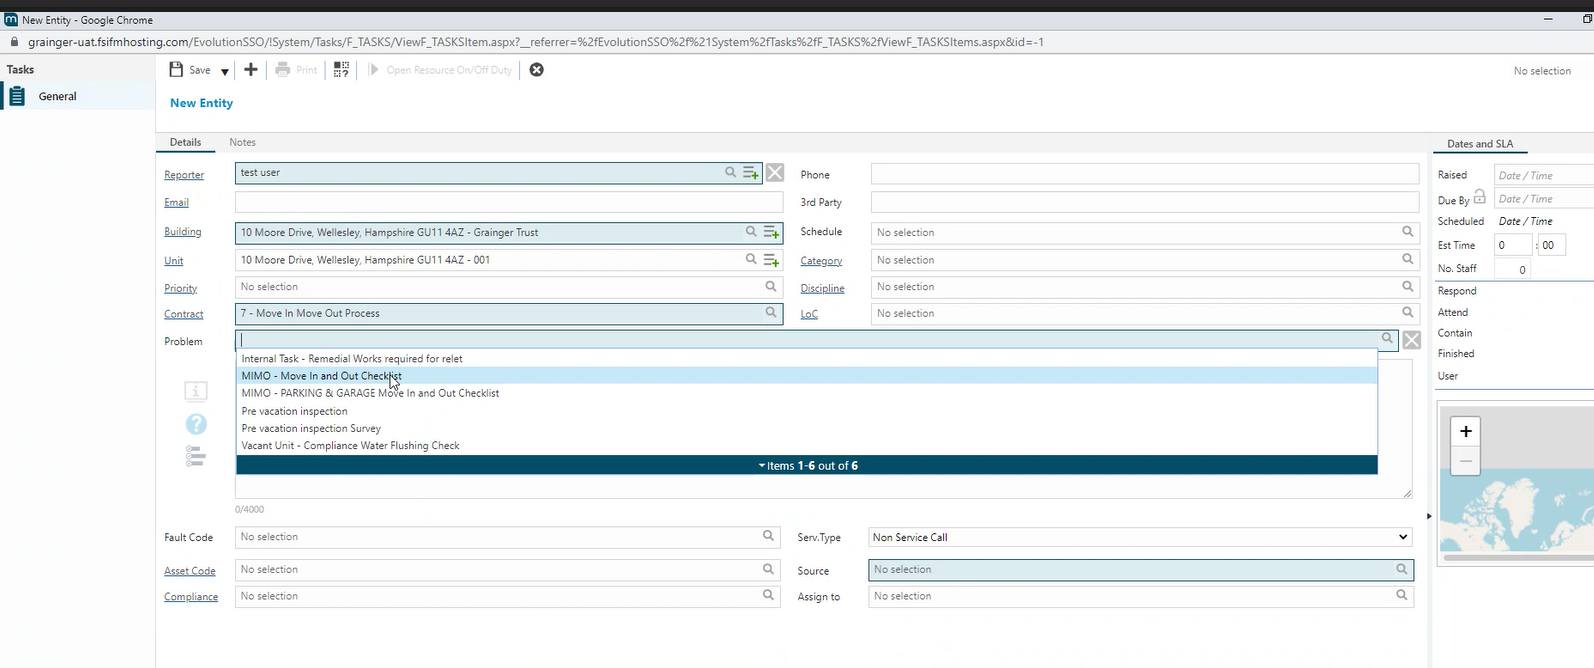 New Entity - Google Chrome
grainger-uat.fsifmhosting.com/EvolutionSSO/!System/Tasks/F_TASKS/ViewF_TASKSItem.aspx?__referrer=%2fEvolutionSSO%2f%21System%2fTasks%2fF_TASKS%2fViewF_TASKSItems.aspx&id=-1
Tasks
General
Save Print Open Resource On/Off Duty No selection
New Entity
Details Notes
Reporter test user Phone
Email 3rd Party
Building 10 Moore Drive, Wellesley, Hampshire GU11 4AZ - Grainger Trust Schedule No selection
Unit 10 Moore Drive, Wellesley, Hampshire GU11 4AZ - 001 Category No selection
Priority No selection Discipline No selection
Contract 7 - Move In Move Out Process LoC No selection
Problem
Internal Task - Remedial Works required for relet
MIMO - Move In and Out Checklist
MIMO - PARKING & GARAGE Move In and Out Checklist
Pre vacation inspection
Pre vacation inspection Survey
Vacant Unit - Compliance Water Flushing Check
Items 1-6 out of 6
0/4000
Fault Code No selection Serv.Type Non Service Call
Asset Code No selection Source No selection
Compliance No selection Assign to No selection
Dates and SLA
Raised Date / Time
Due By Date / Time
Scheduled Date / Time
Est Time 0 : 00
No. Staff 0
Respond
Attend
Contain
Finished
User
+
−